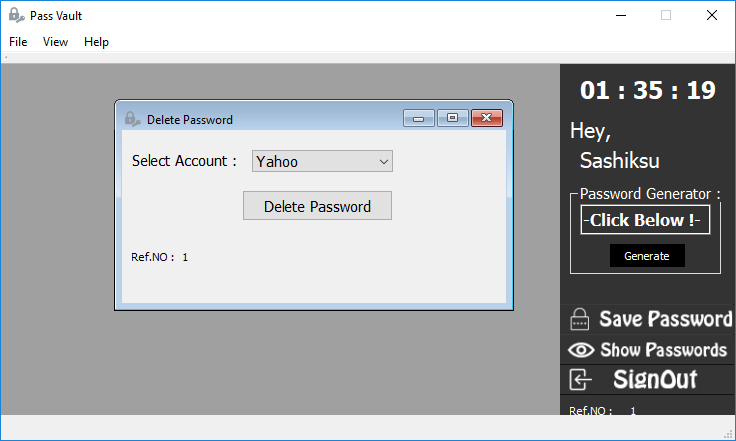 Pass Vault
File View Help
Delete Password
Select Account : Yahoo
Delete Password
Ref.NO : 1
01 : 35 : 19
Hey,
Sashiksu
Password Generator :
-Click Below !-
Generate
Save Password
Show Passwords
SignOut
Ref.NO : 1